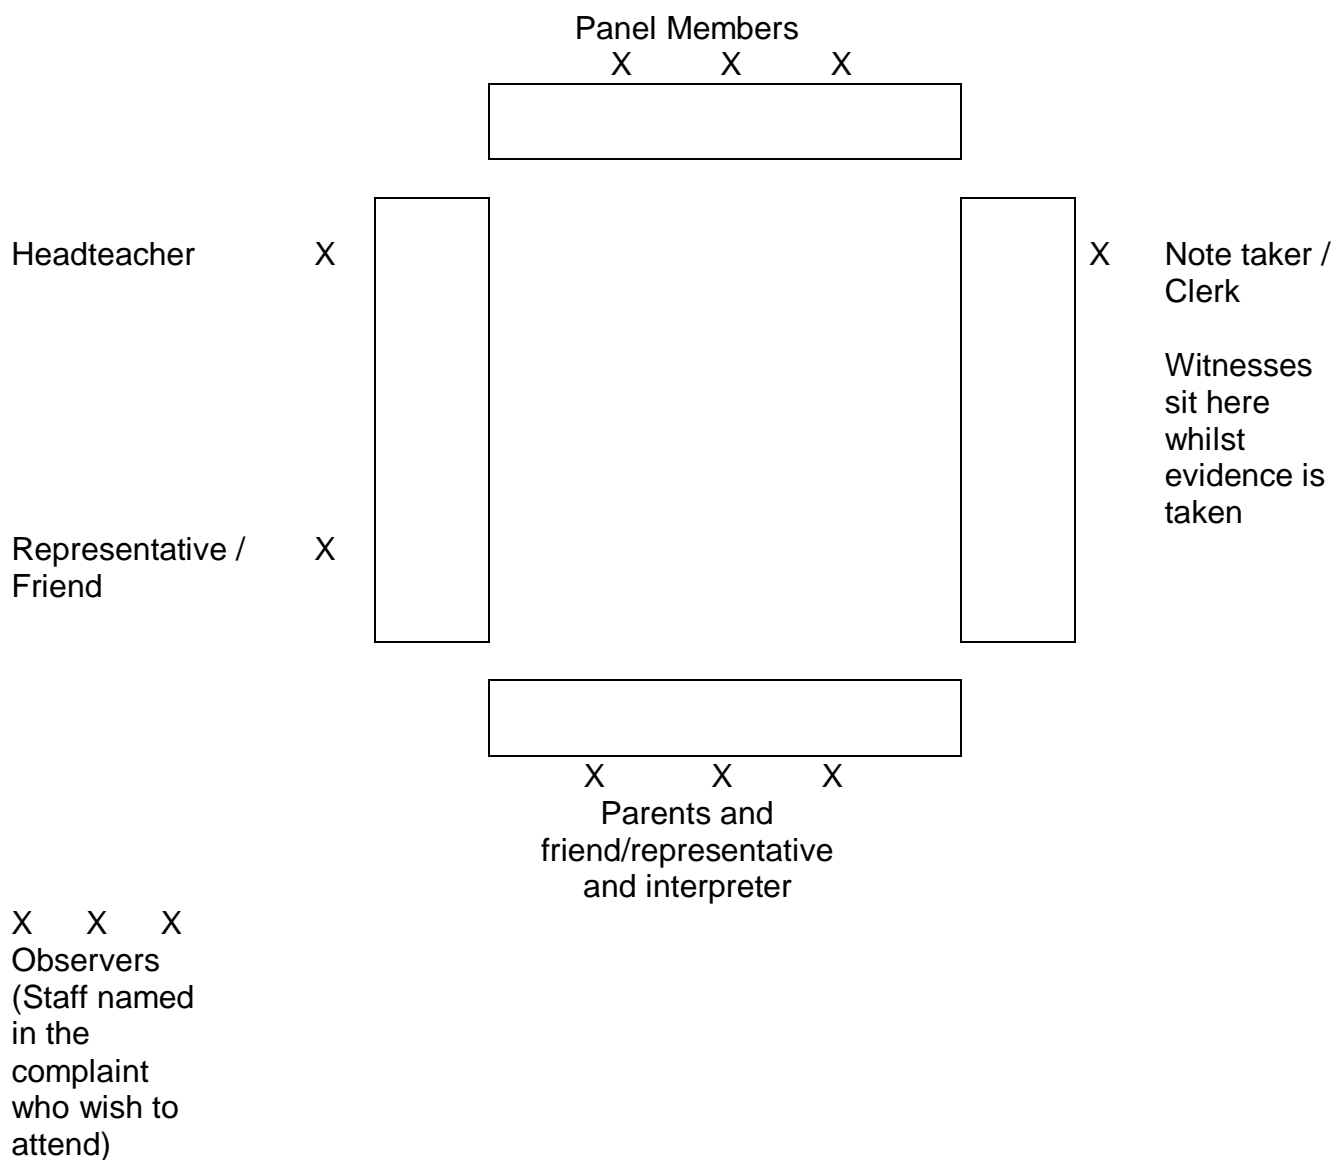 Panel Members
X X X
Headteacher X
X Note taker /
Clerk
Witnesses
sit here
whilst
evidence is
taken
Representative / X
Friend
X X X
Parents and
friend/representative
and interpreter
X X X
Observers
(Staff named
in the
complaint
who wish to
attend)